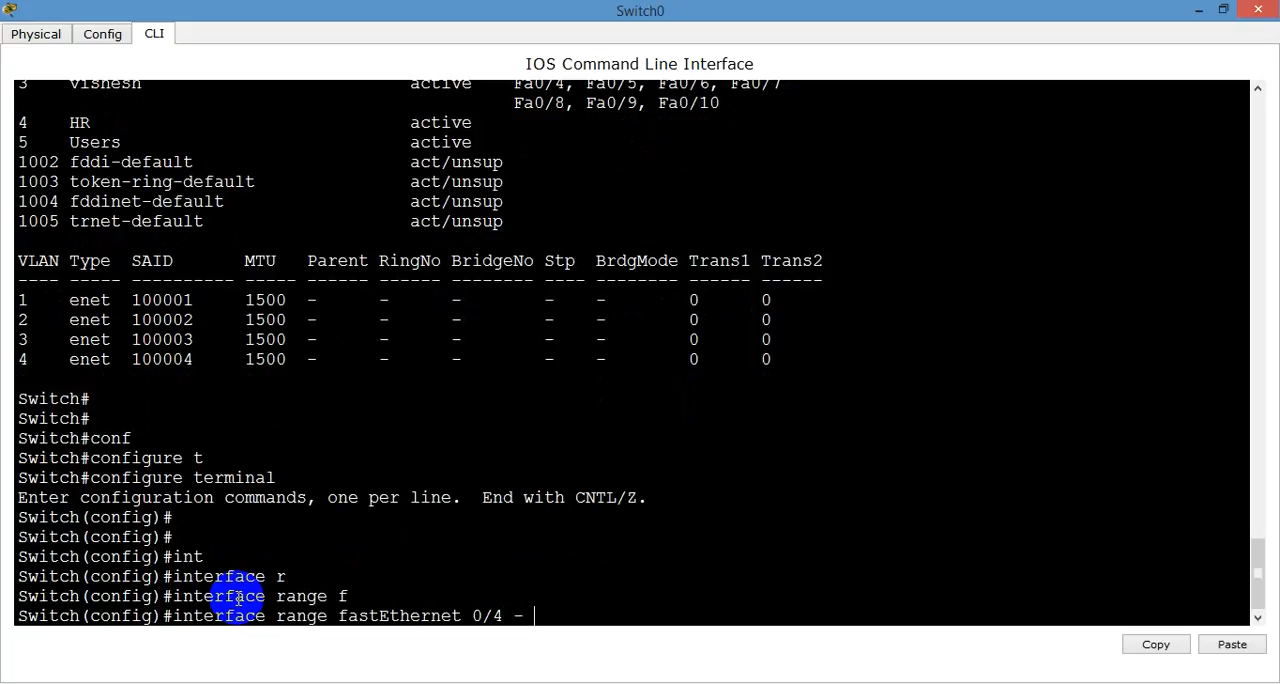 Switch0
Physical Config CLI
IOS Command Line Interface
3 Vishesh active Fa0/4, Fa0/5, Fa0/6, Fa0/7
Fa0/8, Fa0/9, Fa0/10
4 HR active
5 Users active
1002 fddi-default act/unsup
1003 token-ring-default act/unsup
1004 fddinet-default act/unsup
1005 trnet-default act/unsup
VLAN Type SAID MTU Parent RingNo BridgeNo Stp BrdgMode Trans1 Trans2
---- ----- ---------- ----- ------ ------ -------- ---- -------- ------ ------
1 enet 100001 1500 - - - - - 0 0
2 enet 100002 1500 - - - - - 0 0
3 enet 100003 1500 - - - - - 0 0
4 enet 100004 1500 - - - - - 0 0
Switch#
Switch#
Switch#conf
Switch#configure t
Switch#configure terminal
Enter configuration commands, one per line. End with CNTL/Z.
Switch(config)#
Switch(config)#
Switch(config)#int
Switch(config)#interface r
Switch(config)#interface range f
Switch(config)#interface range fastEthernet 0/4 -
Copy Paste